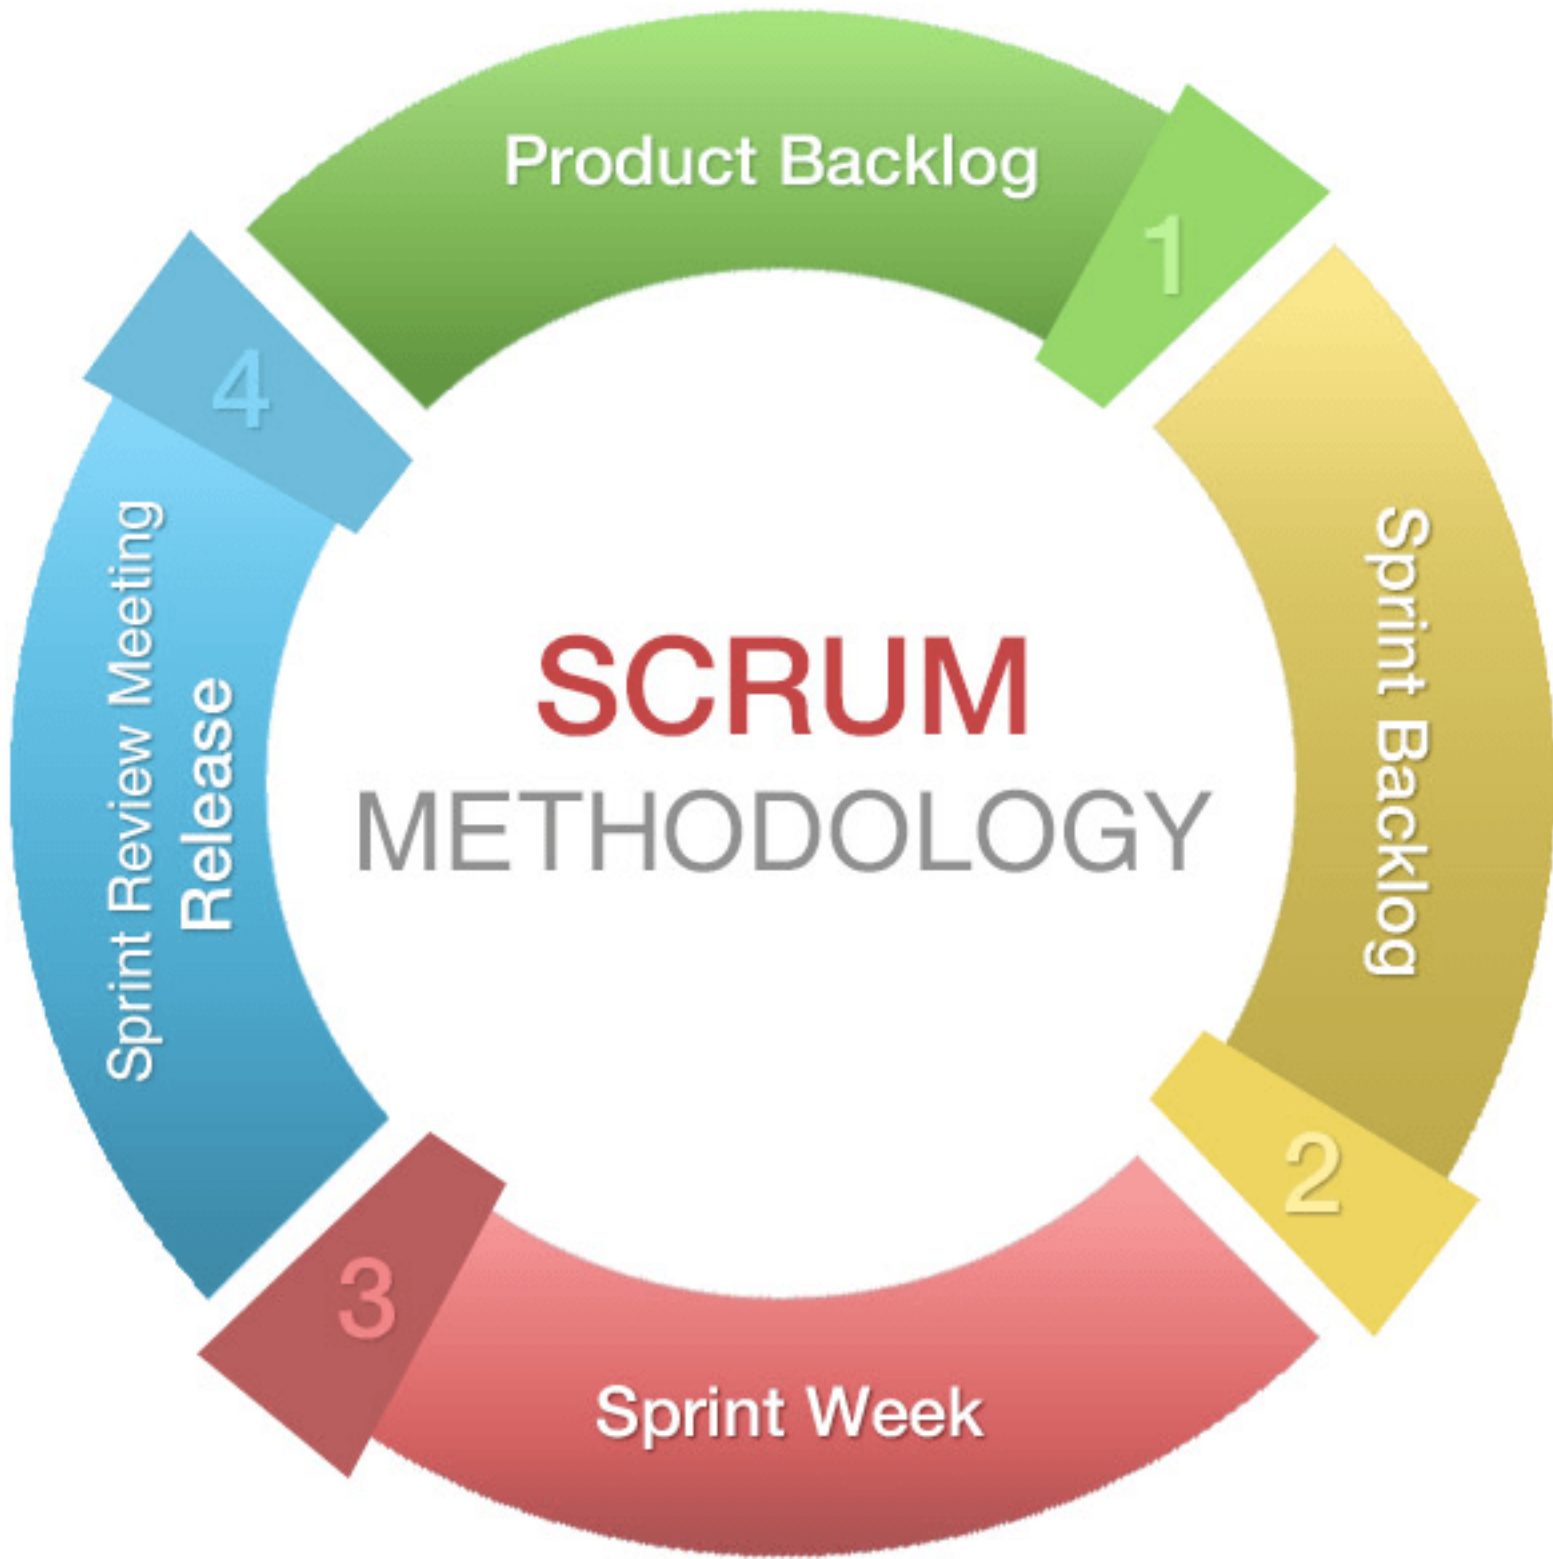 Product Backlog
1
Sprint Backlog
2
Sprint Week
3
Sprint Review Meeting
Release
4
SCRUM
METHODOLOGY